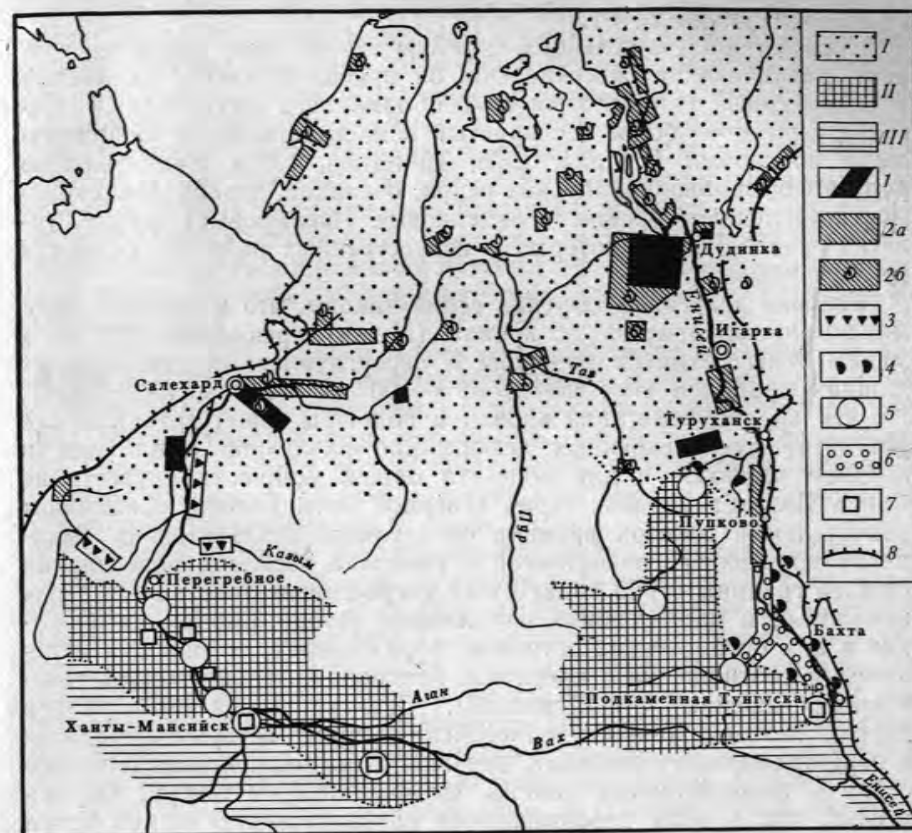 I
II
III
1
2а
2б
3
4
5
6
7
8
Дудинка
Енисей
Игарка
Таз
Салехард
Туруханск
Пур
Пупково
Казым
Перегребное
Бахта
Аган
Подкаменная Тунгуска
Ханты-Мансийск
Вах
Енисей